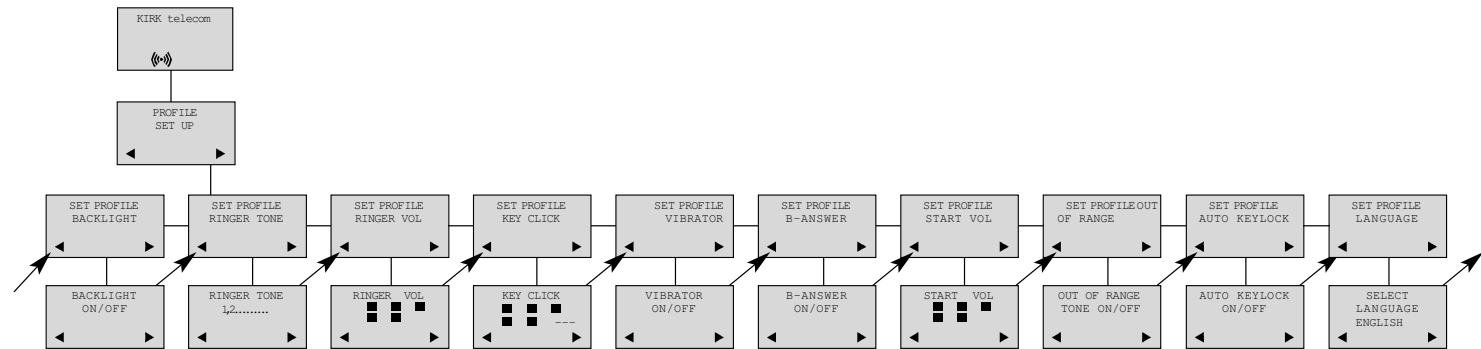 KIRK telecom
PROFILE
SET UP
SET PROFILE
BACKLIGHT
SET PROFILE
RINGER TONE
SET PROFILE
RINGER VOL
SET PROFILE
KEY CLICK
SET PROFILE
VIBRATOR
SET PROFILE
B-ANSWER
SET PROFILE
START VOL
SET PROFILE OUT
OF RANGE
SET PROFILE
AUTO KEYLOCK
SET PROFILE
LANGUAGE
BACKLIGHT
ON/OFF
RINGER TONE
1,2.........
RINGER VOL
KEY CLICK
---
VIBRATOR
ON/OFF
B-ANSWER
ON/OFF
START VOL
OUT OF RANGE
TONE ON/OFF
AUTO KEYLOCK
ON/OFF
SELECT
LANGUAGE
ENGLISH